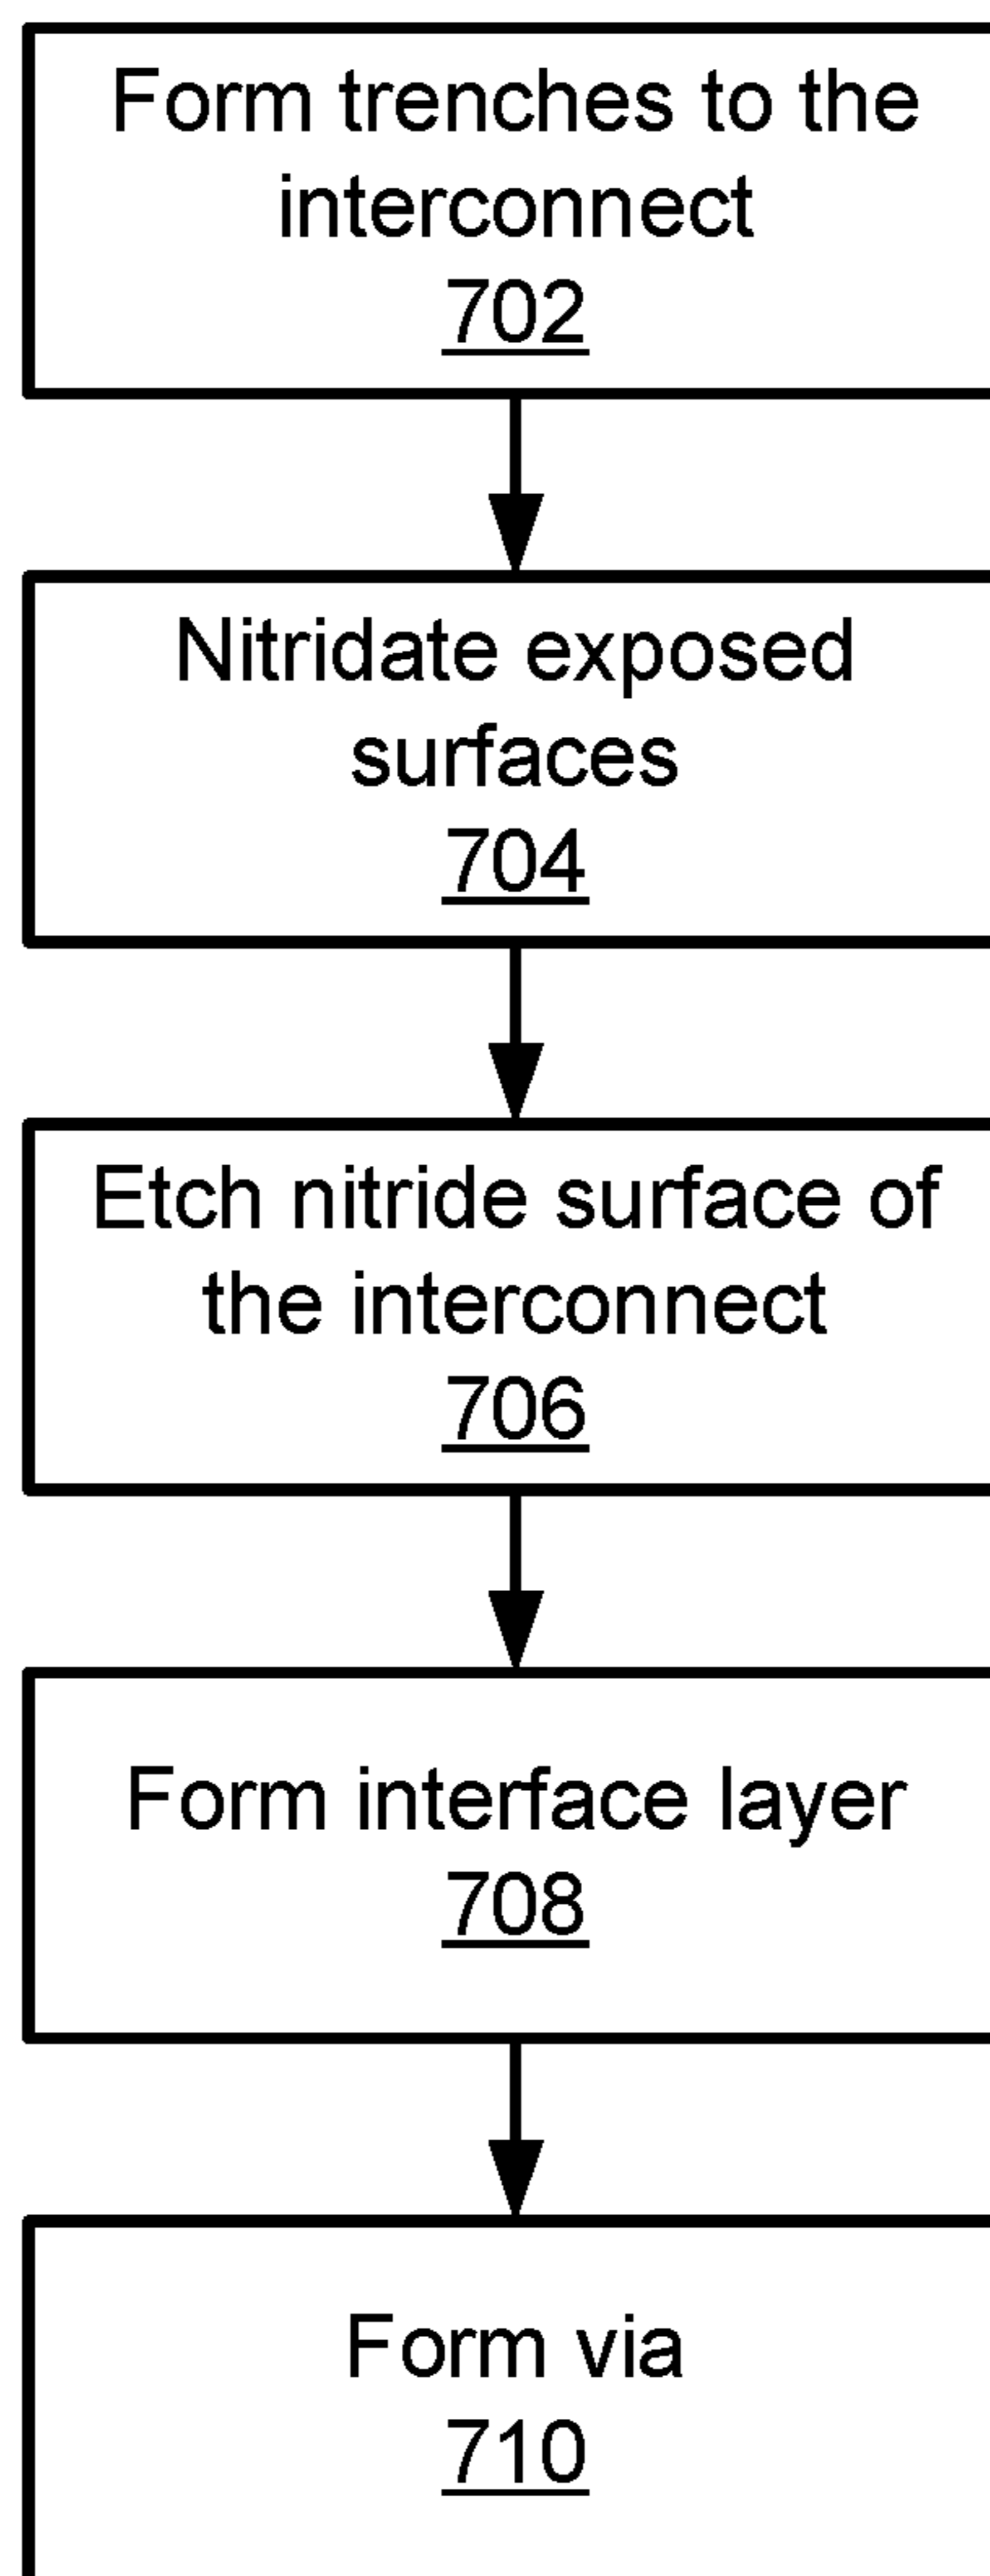 Form trenches to the
interconnect
702
Nitridate exposed
surfaces
704
Etch nitride surface of
the interconnect
706
Form interface layer
708
Form via
710